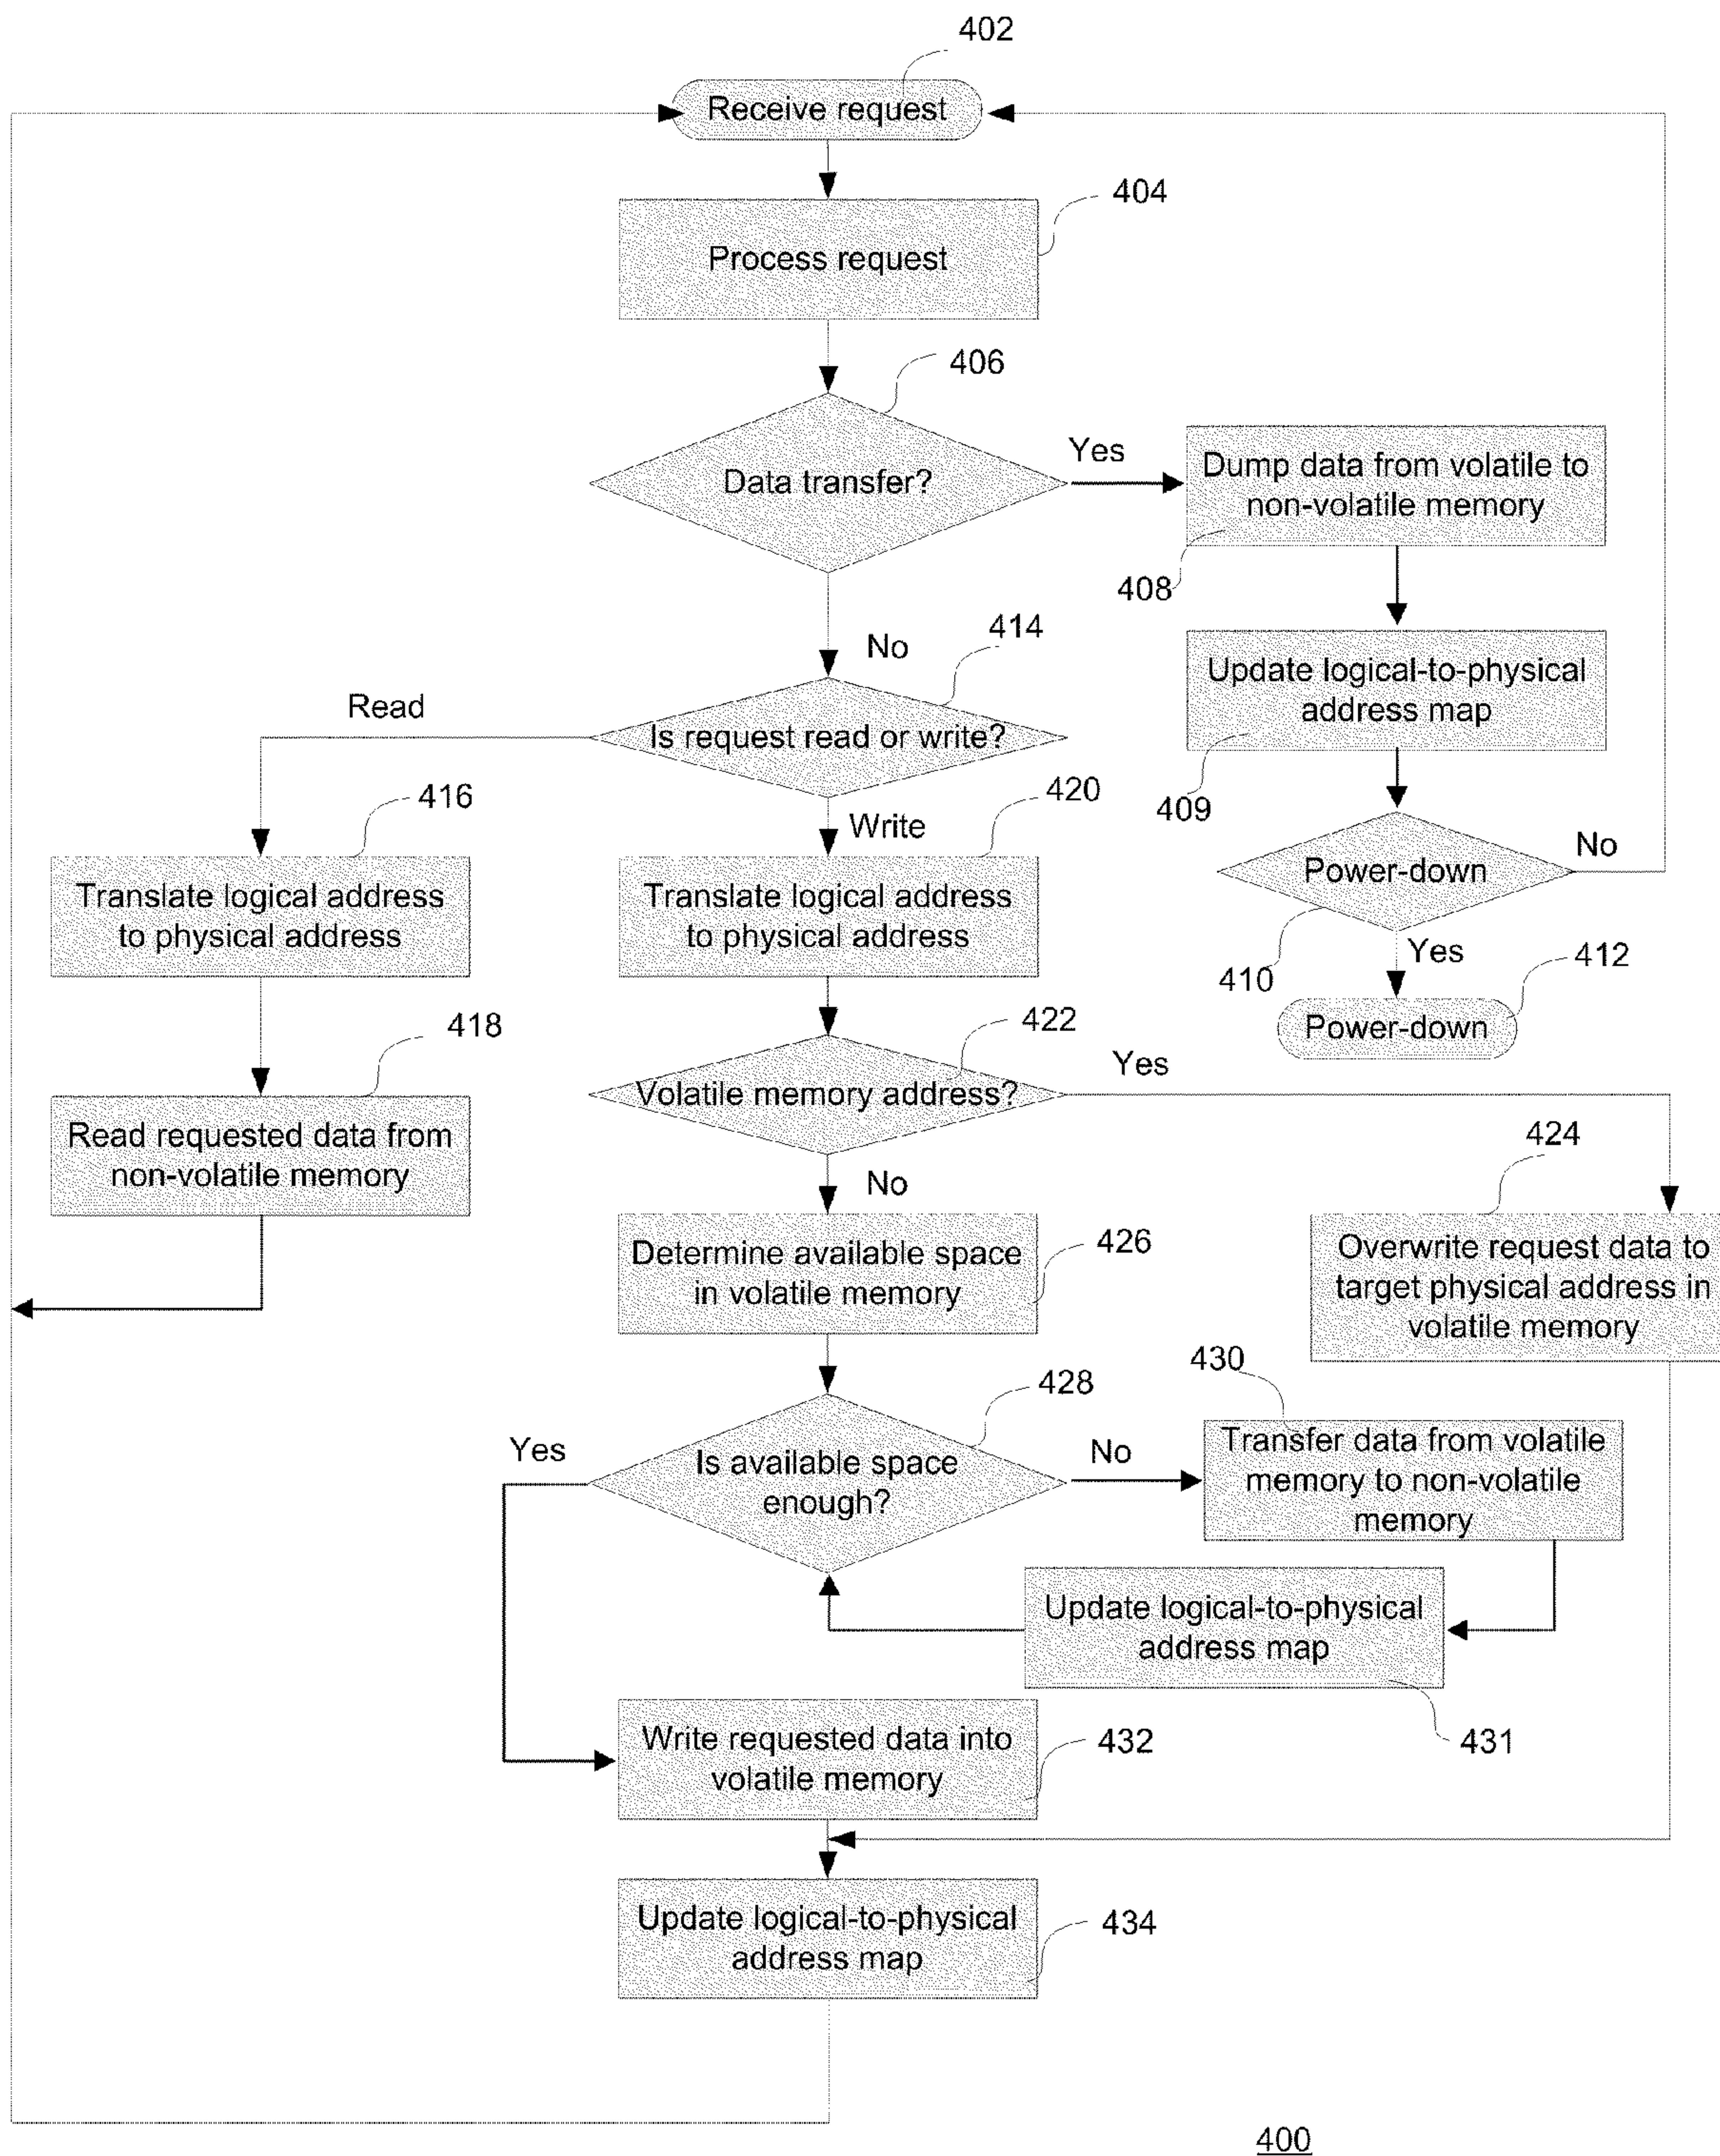 402
Receive request
404
Process request
406
Data transfer?
Yes
Dump data from volatile to
non-volatile memory
408
No
414
Update logical-to-physical
address map
409
Read
Is request read or write?
416
Write
420
Power-down
No
410
Yes
412
Power-down
Translate logical address
to physical address
Translate logical address
to physical address
418
422
Volatile memory address?
Yes
Read requested data from
non-volatile memory
No
424
Determine available space
in volatile memory
426
Overwrite request data to
target physical address in
volatile memory
428
430
Yes
Is available space
enough?
No
Transfer data from volatile
memory to non-volatile
memory
Update logical-to-physical
address map
431
Write requested data into
volatile memory
432
Update logical-to-physical
address map
434
400